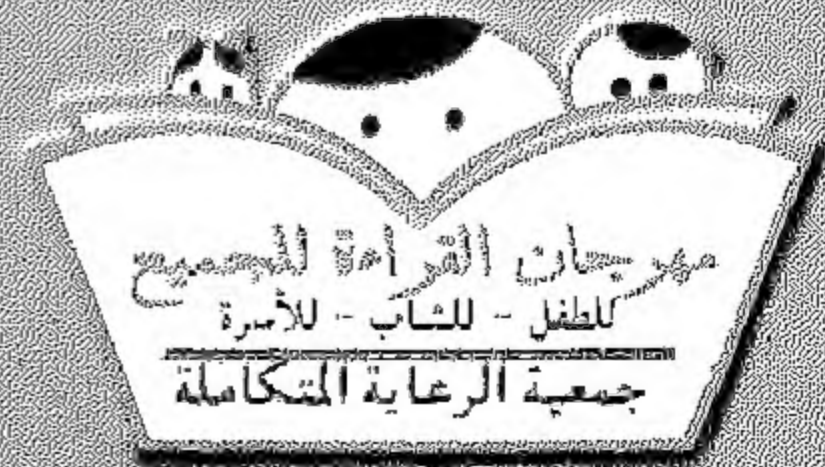 مهرجان القراءة للجميع
للطفل - للشاب - للأسرة
جمعية الرعاية المتكاملة